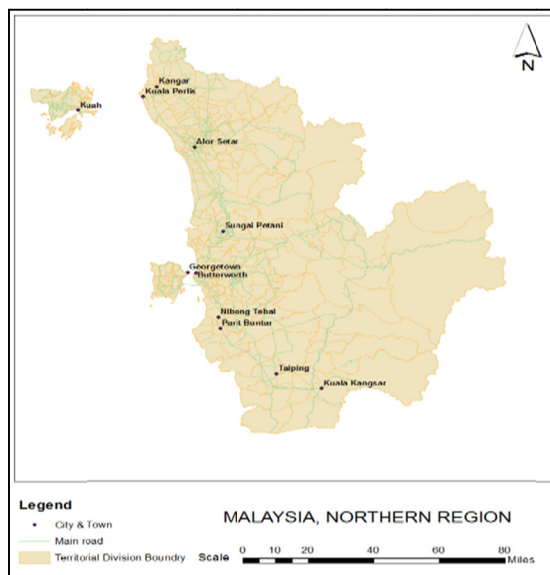 N
Kangar
Kuala Perlis
Kuah
Alor Setar
Sungai Petani
Georgetown
Butterworth
Nibong Tebal
Parit Buntar
Taiping
Kuala Kangsar
Legend
City & Town
Main road
Territorial Division Boundry
MALAYSIA, NORTHERN REGION
Scale 0 5 10 20 40 60 80
Miles